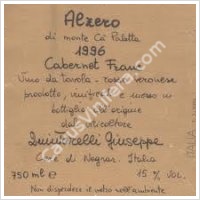 Alzero
di monte Cà Paletta
1996
Cabernet Franc
Vino da tavola - rosso veronese
prodotto, vinificato e messo in
bottiglia all'origine
dal viticoltore
Quintarelli Giuseppe
Cerè di Negrar. Italia
750 ml e 15 % VOL.
Non disperdere il vetro nell'ambiente
ITALIA